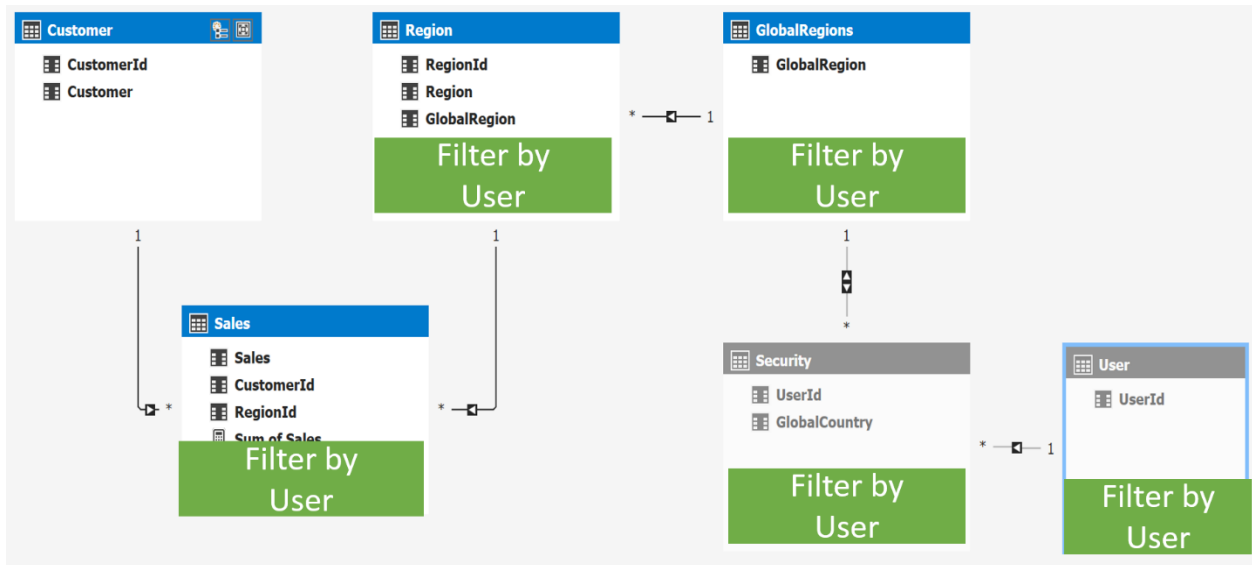 Customer
CustomerId
Customer
Region
RegionId
Region
GlobalRegion
Filter by
User
* 1
GlobalRegions
GlobalRegion
Filter by
User
1
1
1
*
Sales
Sales
CustomerId
RegionId
Sum of Sales
Filter by
User
*
*
Security
UserId
GlobalCountry
Filter by
User
* 1
User
UserId
Filter by
User